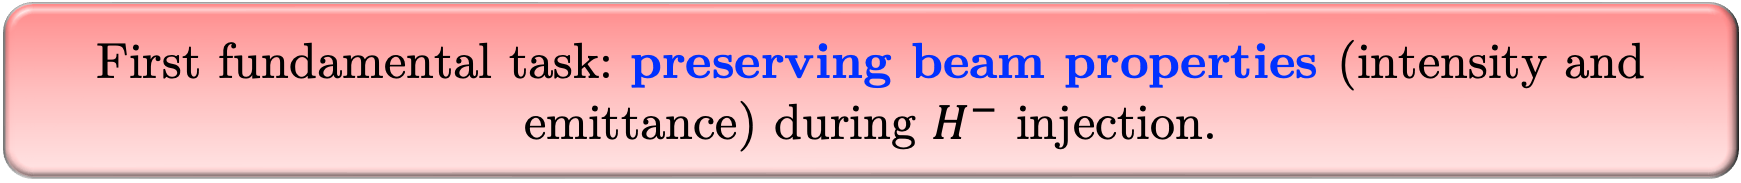 First fundamental task: preserving beam properties (intensity and
emittance) during H⁻ injection.